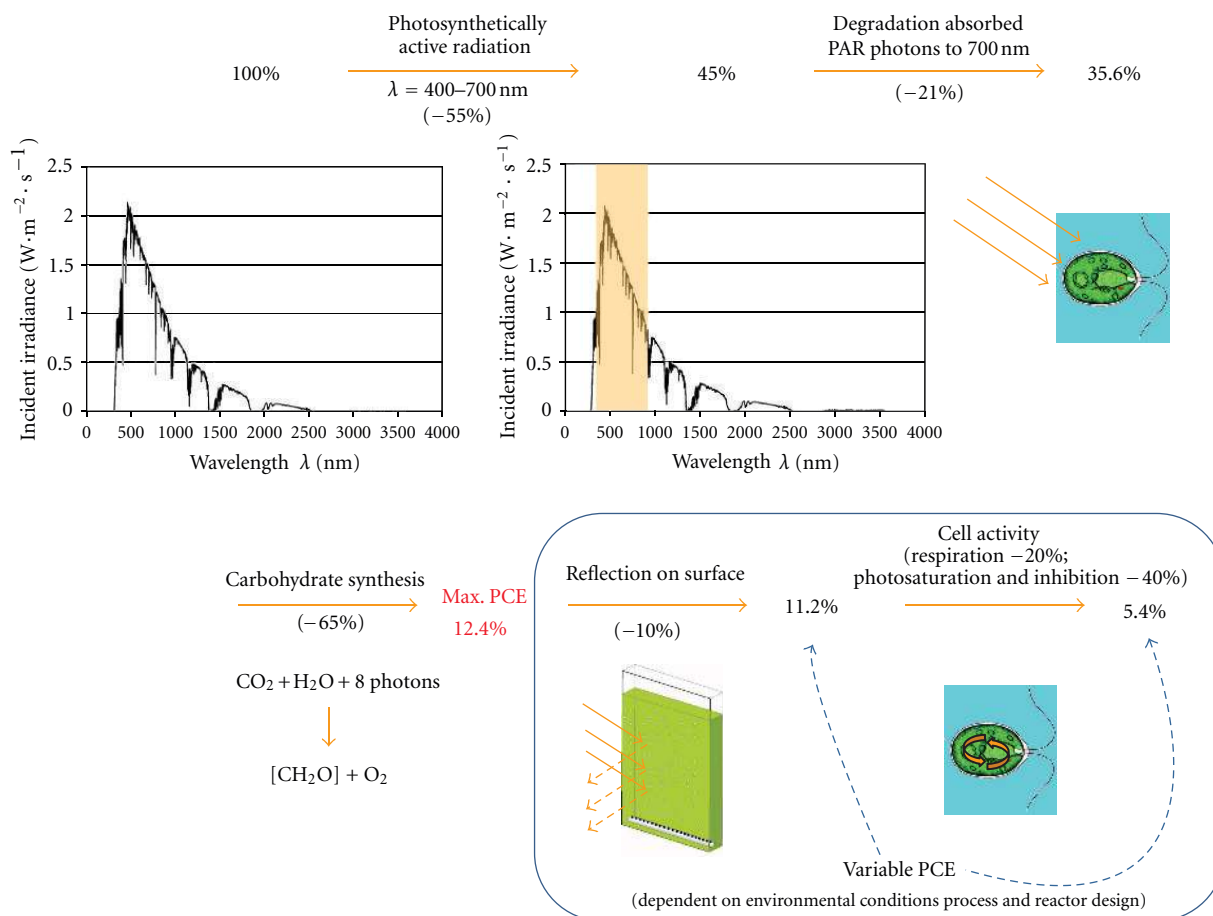 Photosynthetically
active radiation
100%
λ = 400–700 nm
(−55%)
45%
Degradation absorbed
PAR photons to 700 nm
(−21%)
35.6%
Incident irradiance (W·m−2 · s−1)
2.5
2
1.5
1
0.5
0
0 500 1000 1500 2000 2500 3000 3500 4000
Wavelength λ (nm)
Incident irradiance (W·m−2 · s−1)
2.5
2
1.5
1
0.5
0
0 500 1000 1500 2000 2500 3000 3500 4000
Wavelength λ (nm)
Carbohydrate synthesis
(−65%)
Max. PCE
12.4%
CO2 + H2O + 8 photons
[CH2O] + O2
Reflection on surface
(−10%)
11.2%
Cell activity
(respiration −20%;
photosaturation and inhibition −40%)
5.4%
Variable PCE
(dependent on environmental conditions process and reactor design)